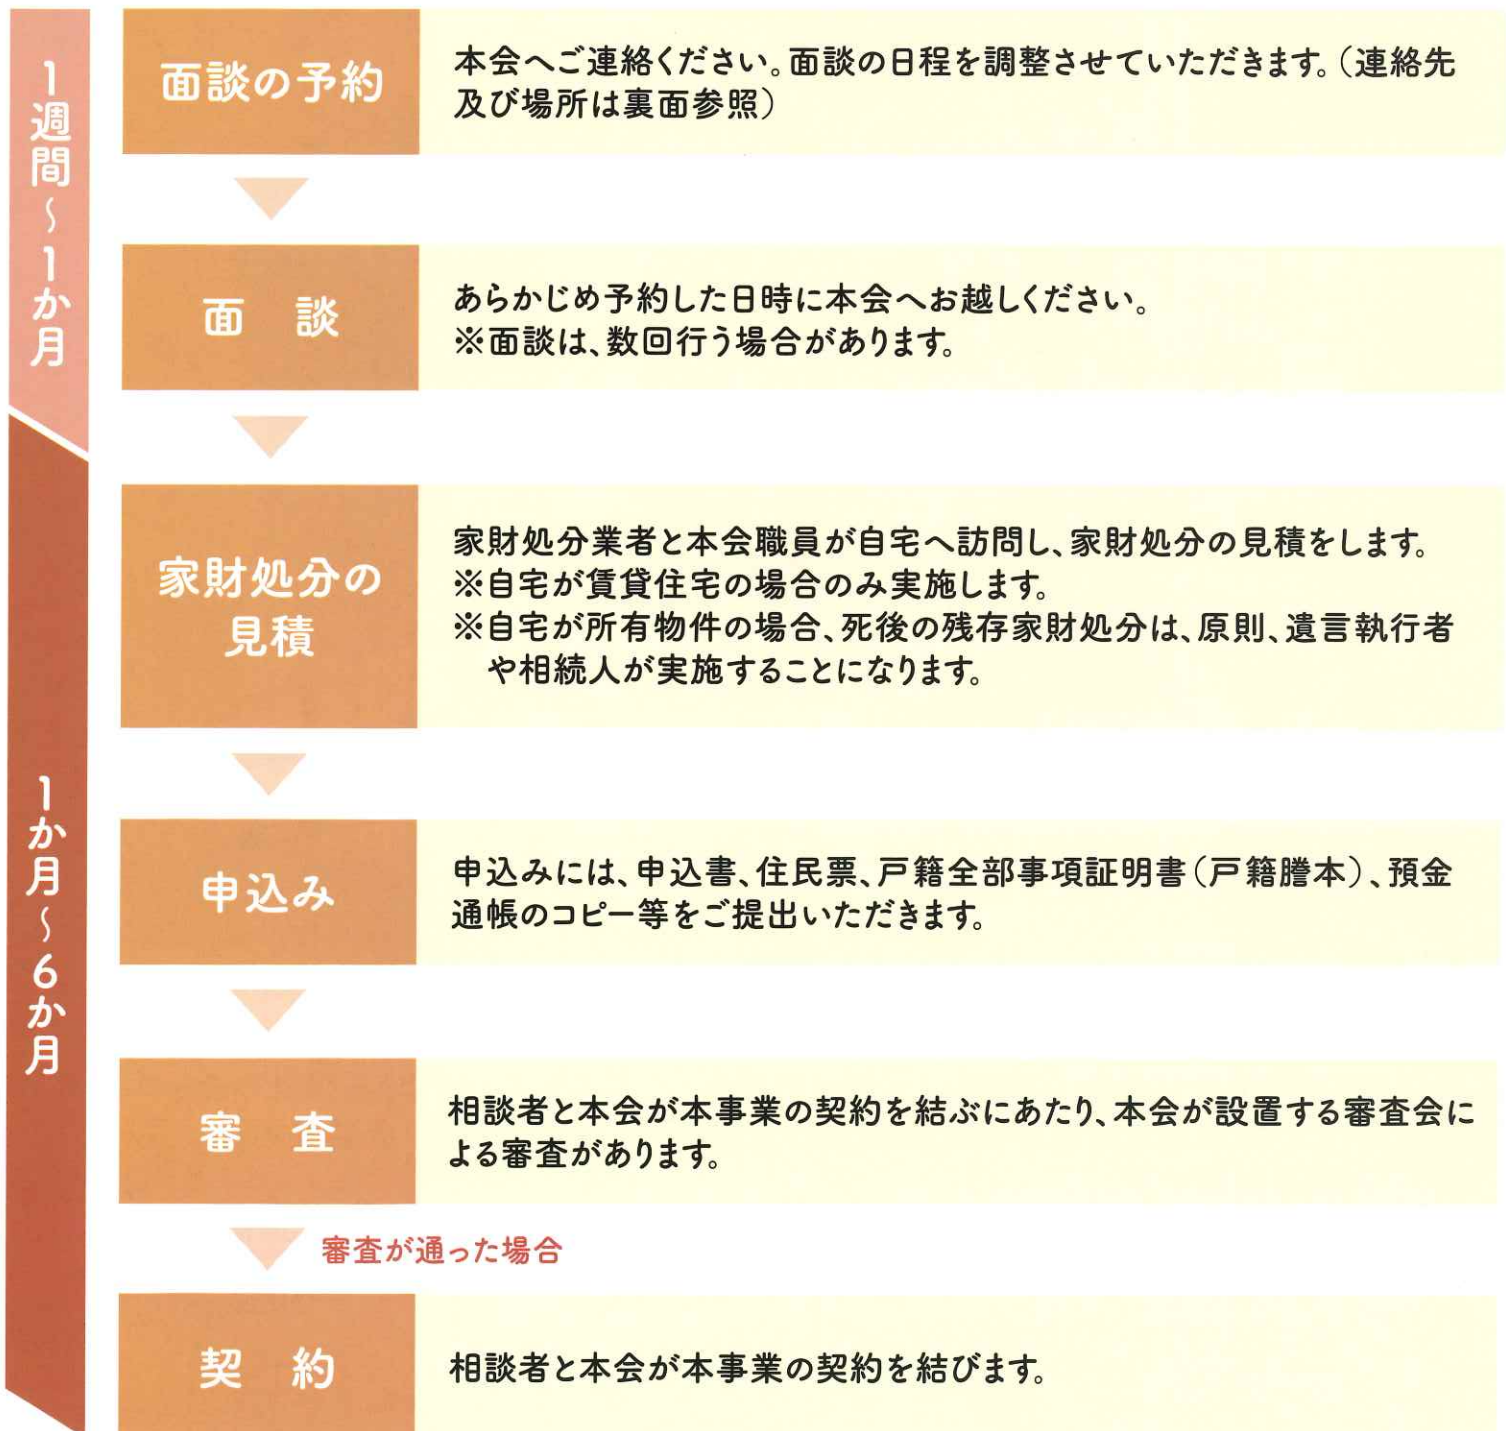 1週間～1か月
面談の予約
本会へご連絡ください。面談の日程を調整させていただきます。（連絡先
及び場所は裏面参照）
面　談
あらかじめ予約した日時に本会へお越しください。
※面談は、数回行う場合があります。
1か月～6か月
家財処分の
見積
家財処分業者と本会職員が自宅へ訪問し、家財処分の見積をします。
※自宅が賃貸住宅の場合のみ実施します。
※自宅が所有物件の場合、死後の残存家財処分は、原則、遺言執行者
や相続人が実施することになります。
申込み
申込みには、申込書、住民票、戸籍全部事項証明書（戸籍謄本）、預金
通帳のコピー等をご提出いただきます。
審　査
相談者と本会が本事業の契約を結ぶにあたり、本会が設置する審査会に
よる審査があります。
審査が通った場合
契　約
相談者と本会が本事業の契約を結びます。